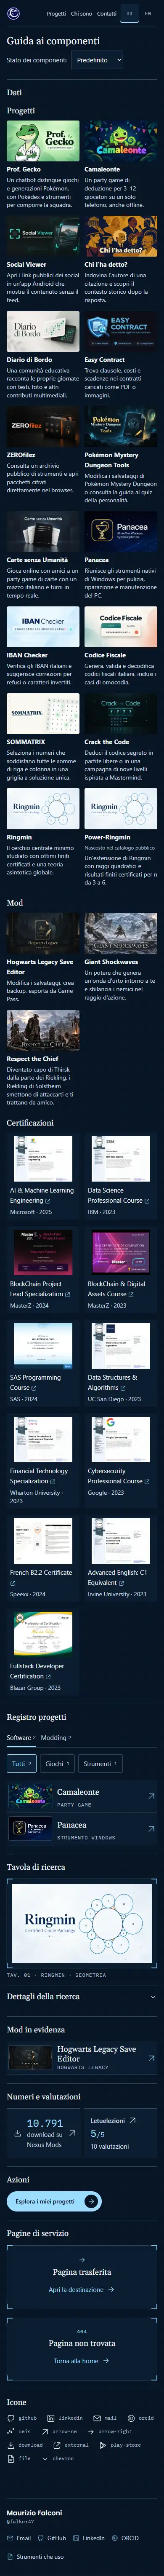 Progetti Chi sono Contatti IT EN
Guida ai componenti
Stato dei componenti Predefinito
Dati
Progetti
Prof. Gecko
Un chatbot distingue giochi e generazioni Pokémon, con Pokédex e strumenti per comporre la squadra.
Camaleonte
Un party game di deduzione per 3–12 giocatori su un solo telefono, anche offline.
Social Viewer
Apri i link pubblici dei social in un'app Android che mostra il contenuto senza il feed.
Chi l'ha detto?
Indovina l'autore di una citazione e scopri il contesto storico dopo la risposta.
Diario di Bordo
Una comunità educativa racconta le proprie giornate con testi, foto e altri contributi multimediali.
Easy Contract
Trova clausole, costi e scadenze nei contratti caricati come PDF o immagini.
ZEROfilez
Consulta un archivio pubblico di strumenti e apri pacchetti cifrati direttamente nel browser.
Pokémon Mystery Dungeon Tools
Modifica i salvataggi di Pokémon Mystery Dungeon o consulta la guida ai quiz della personalità.
Carte senza Umanità
Gioca online con amici a un party game di carte con un mazzo italiano e turni in tempo reale.
Panacea
Esegue gli strumenti nativi di Windows per pulizia, riparazione e manutenzione del PC.
IBAN Checker
Verifica gli IBAN italiani e suggerisce correzioni per refusi o caratteri invertiti.
Codice Fiscale
Genera, valida e decodifica codici fiscali italiani, inclusi i casi di omocodia.
SOMMATRIX
Seleziona i numeri che soddisfano tutte le somme di riga e colonna in una griglia a soluzione unica.
Crack the Code
Deduci il codice segreto in partite libere o in una campagna di nove livelli ispirata a Mastermind.
Ringmin
Il cerchio centrale minimo studiato con ottimi finiti certificati e una teoria asintotica globale.
Power-Ringmin
Nascosto nel catalogo pubblico
Un'estensione di Ringmin con raggi quadratici e risultati finiti certificati per n da 3 a 6.
Mod
Hogwarts Legacy Save Editor
Modifica i salvataggi, crea backup, esporta da Game Pass.
Giant Shockwaves
Un potere che genera un'onda d'urto intorno a te e sbilancia i nemici nel raggio d'azione.
Respect the Chief
Diventato capo di Thirsk Mead Hall dalla parte dei Riekling, i Riekling di Solstheim smettono di attaccarti e ti trattano da amico.
Certificazioni
AI & Machine Learning Engineering
Microsoft · 2025
Data Science Professional Course
IBM · 2023
BlockChain Project Lead Specialization
MasterZ · 2024
BlockChain & Digital Assets Course
MasterZ · 2023
SAS Programming Course
SAS · 2024
Data Structures & Algorithms
UC San Diego · 2023
Financial Technology Specialization
Wharton University · 2023
Cybersecurity Professional Course
Google · 2023
French B2.2 Certificate
Speexx · 2024
Advanced English: C1 Equivalent
Irvine University · 2023
Fullstack Developer Certification
Blazar Group · 2023
Registro progetti
Software 2 Modding 2
Tutti 2 Giochi 1 Strumenti 1
Camaleonte
PARTY GAME
Panacea
STRUMENTO WINDOWS
Tavola di ricerca
Ringmin
Certified Circle Packings
TAV. 01 · RINGMIN · GEOMETRIA
Dettagli della ricerca
Mod in evidenza
Hogwarts Legacy Save Editor
HOGWARTS LEGACY
Numeri e valutazioni
10.791
download su Nexus Mods
Letuelezioni
5/5
10 valutazioni
Azioni
Esplora i miei progetti
Pagine di servizio
Pagina trasferita
Apri la destinazione
404
Pagina non trovata
Torna alla home
Icone
github linkedin mail orcid
oeis arrow-ne arrow-right
download external play-store
file chevron
Maurizio Falconi
@falker47
Email GitHub LinkedIn ORCID
Strumenti che uso